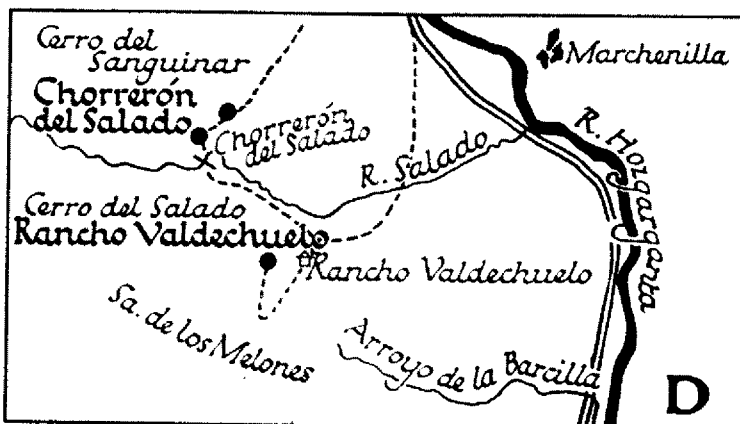 Cerro del
Sanguinar
Marchenilla
Chorrerón
del Salado
Chorrerón
del Salado
R. Salado
R. Hozgarganta
Cerro del Salado
Rancho Valdechuelo
Rancho Valdechuelo
Sa. de los Melones
Arroyo de la Barcilla
D